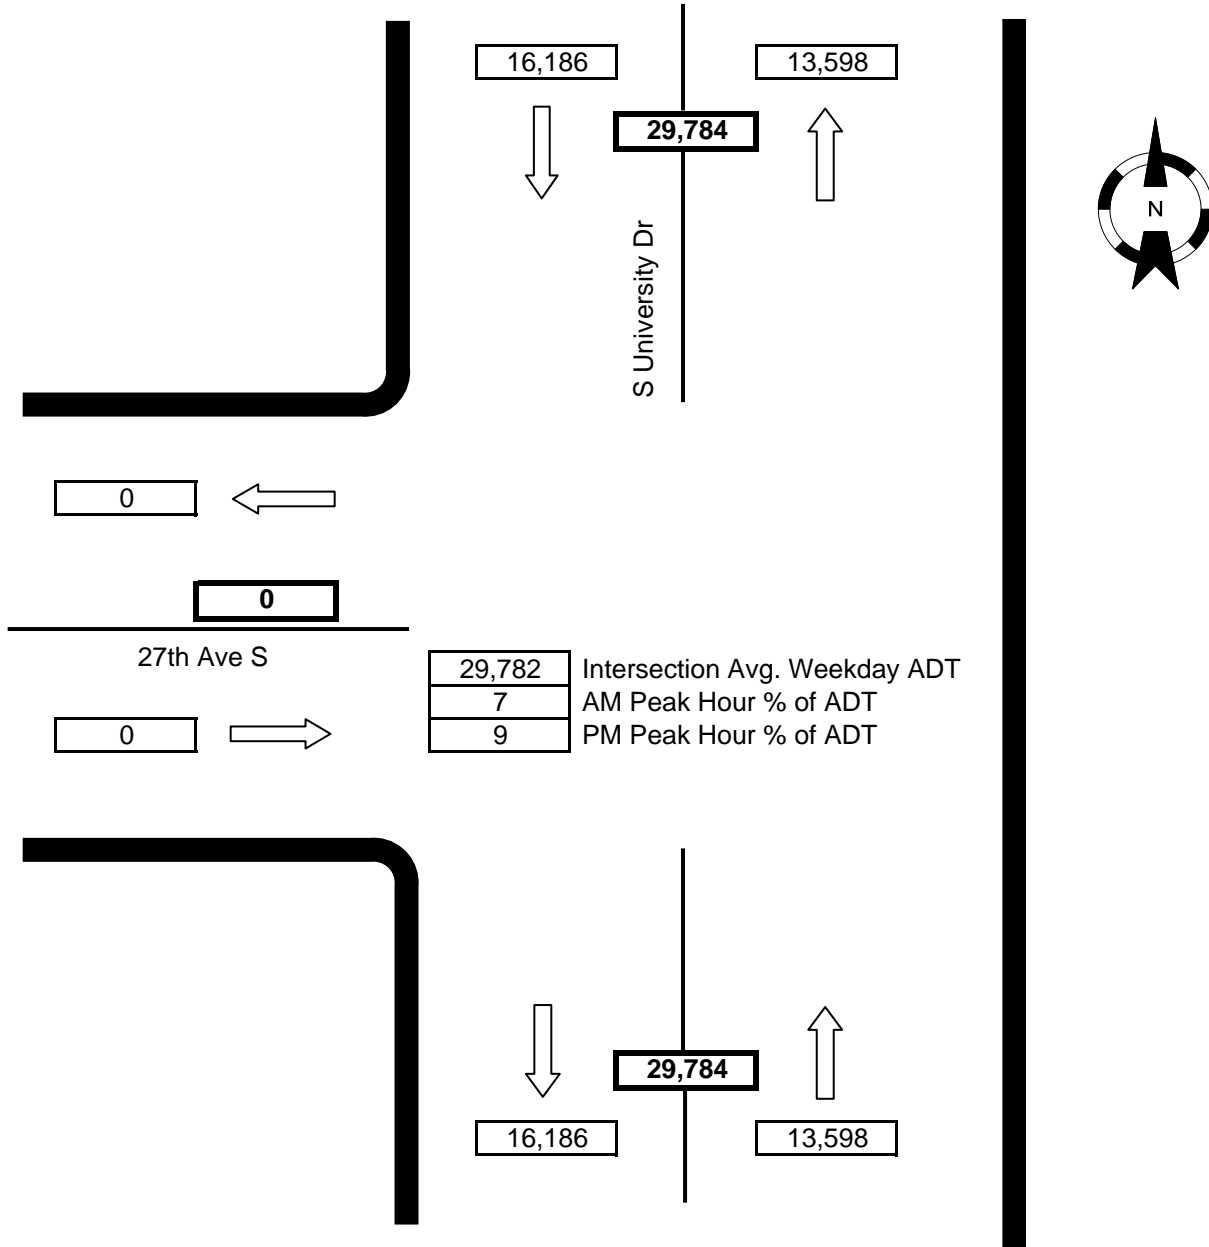 16,186
13,598
29,784
S University Dr
N
0
0
27th Ave S
29,782 Intersection Avg. Weekday ADT
7 AM Peak Hour % of ADT
0
9 PM Peak Hour % of ADT
29,784
16,186
13,598